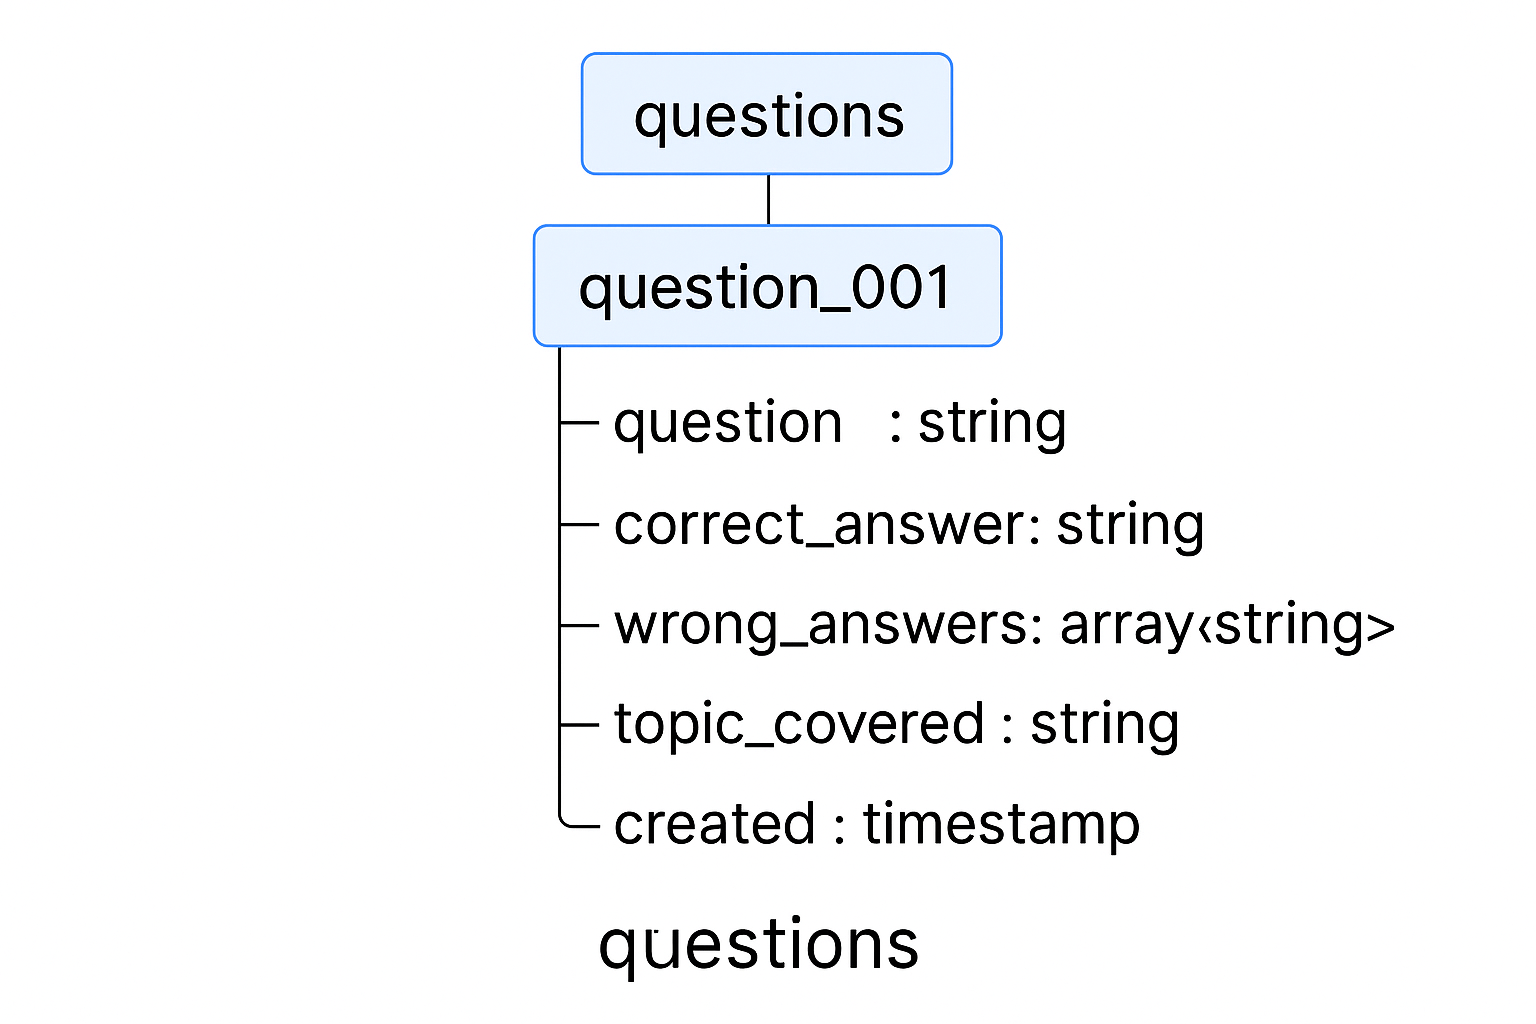 questions
question_001
question : string
correct_answer: string
wrong_answers: array‹string>
topic_covered : string
created : timestamp
questions